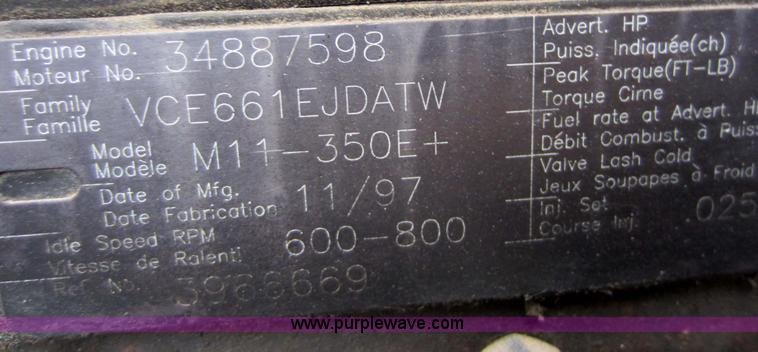 Engine No. 34887598
Moteur No.
Family VCE661EJDATW
Famille
Model M11-350E+
Modèle
Date of Mfg. 11/97
Date Fabrication
Idle Speed RPM 600-800
Vitesse de Ralenti
Ref No.
Advert. HP
Puiss. Indiquée(ch)
Peak Torque(FT-LB)
Torque Cirne
Fuel rate at Advert.
Débit Combust. à
Valve Lash Cold
Jeux Soupapes à Froid
Inj. Set 025
Course Inj.
www.purplewave.com